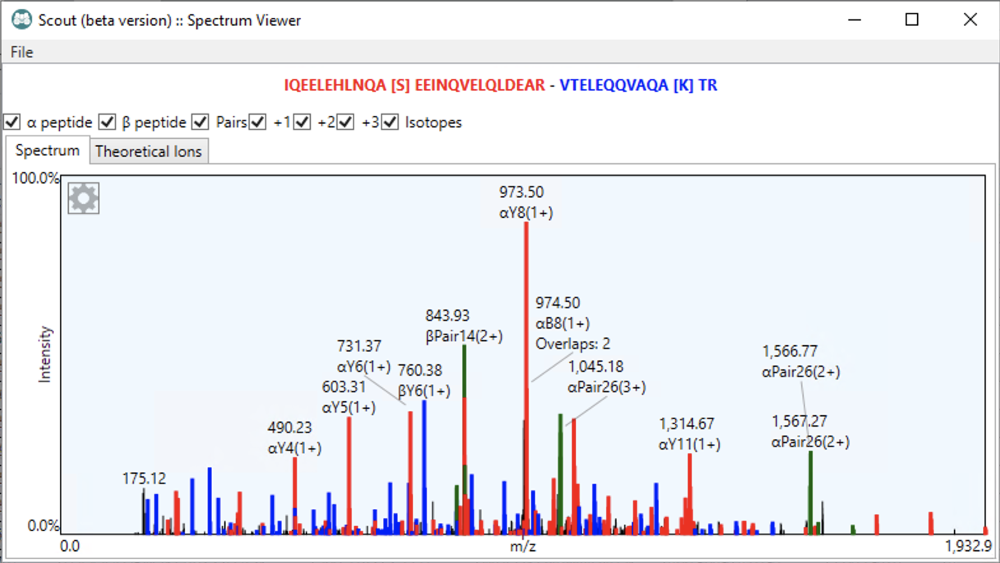 Scout (beta version) :: Spectrum Viewer
File
IQEELEHLNQA [S] EEINQVELQLDEAR - VTELEQQVAQA [K] TR
α peptide β peptide Pairs +1 +2 +3 Isotopes
Spectrum Theoretical Ions
100.0%
973.50
αY8(1+)
974.50
αB8(1+)
Overlaps: 2
843.93
βPair14(2+)
731.37
αY6(1+)
760.38
βY6(1+)
603.31
αY5(1+)
1,045.18
αPair26(3+)
1,566.77
αPair26(2+)
490.23
αY4(1+)
1,314.67
αY11(1+)
1,567.27
αPair26(2+)
175.12
Intensity
0.0%
0.0
m/z
1,932.9